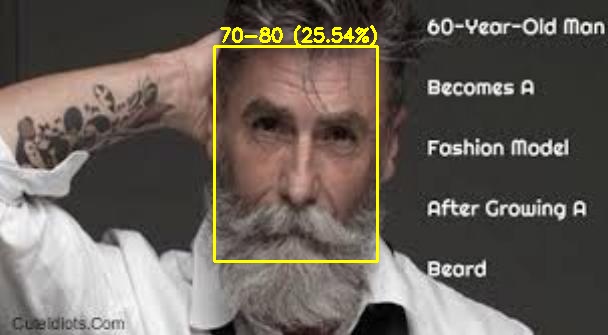 70-80 (25.54%)
60-Year-Old Man
Becomes A
Fashion Model
After Growing A
Beard
CuteIdiots.Com